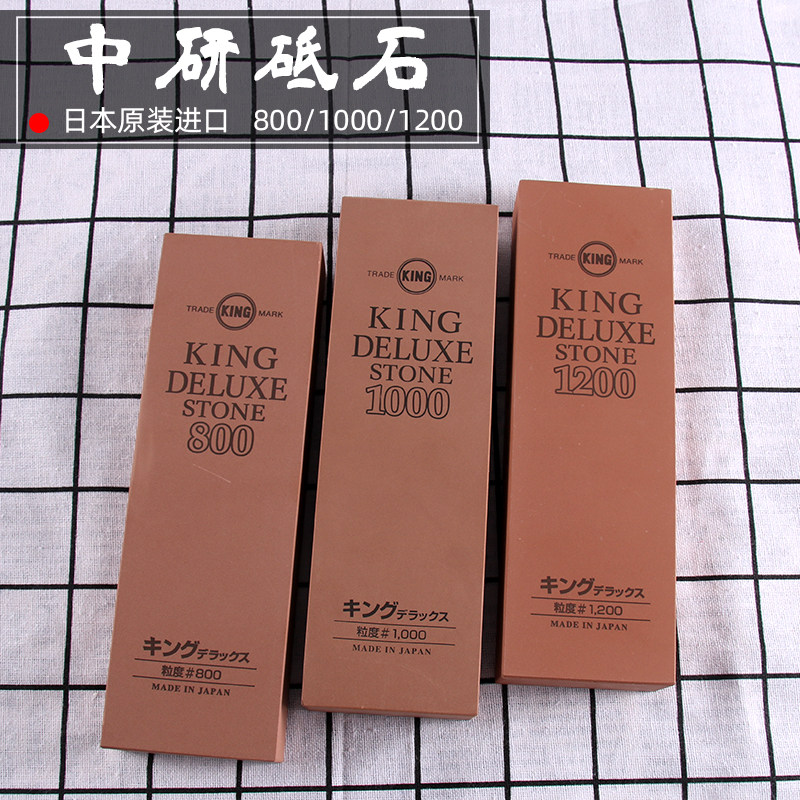 中研砥石
日本原装进口 800/1000/1200
TRADE KING MARK
KING
DELUXE
STONE
800
キングデラックス
粒度#800
MADE IN JAPAN
TRADE KING MARK
KING
DELUXE
STONE
1000
キングデラックス
粒度#1,000
MADE IN JAPAN
TRADE KING MARK
KING
DELUXE
STONE
1200
キングデラックス
粒度#1,200
MADE IN JAPAN